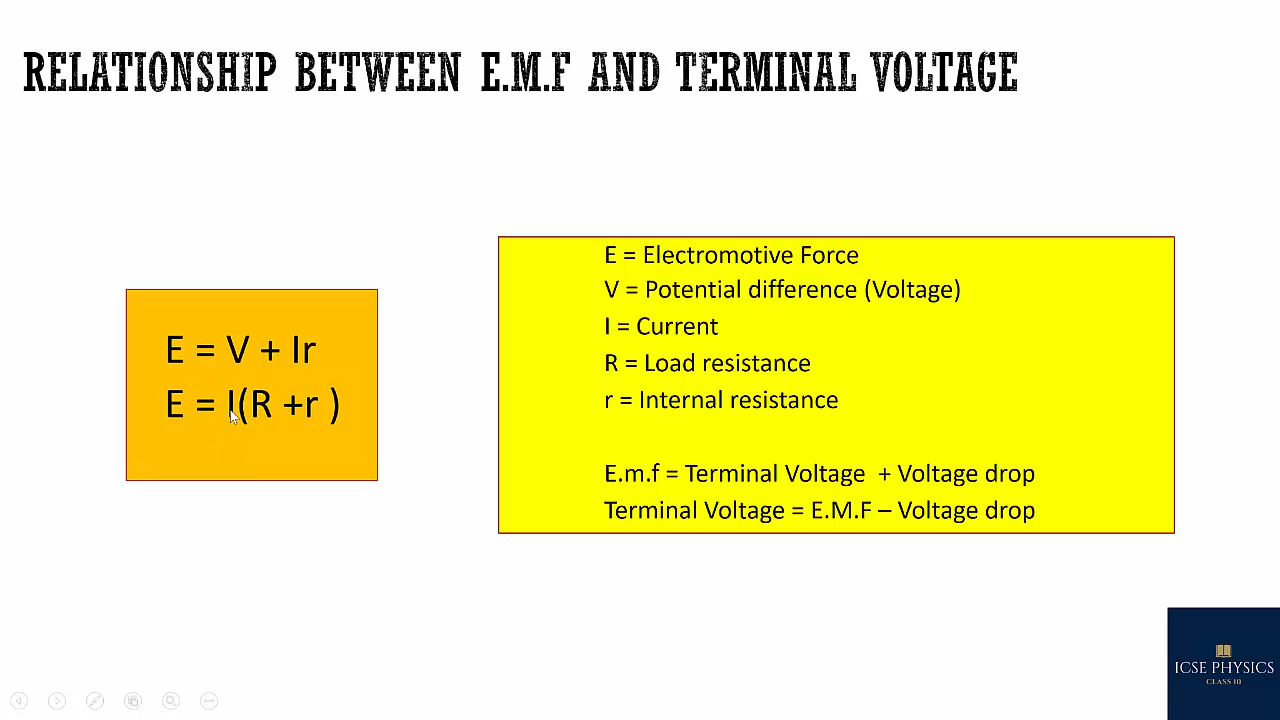 RELATIONSHIP BETWEEN E.M.F AND TERMINAL VOLTAGE
E = V + Ir
E = I(R +r )
E = Electromotive Force
V = Potential difference (Voltage)
I = Current
R = Load resistance
r = Internal resistance
E.m.f = Terminal Voltage + Voltage drop
Terminal Voltage = E.M.F – Voltage drop
ICSE PHYSICS
CLASS 10